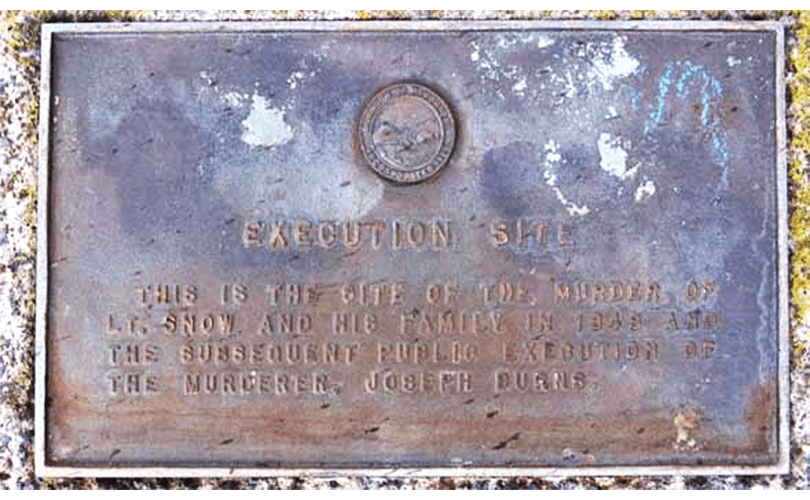 EXECUTION SITE
THIS IS THE SITE OF THE MURDER OF
LT. SNOW AND HIS FAMILY IN AND
THE SUBSEQUENT PUBLIC EXECUTION OF
THE MURDERER, JOSEPH BURNS.